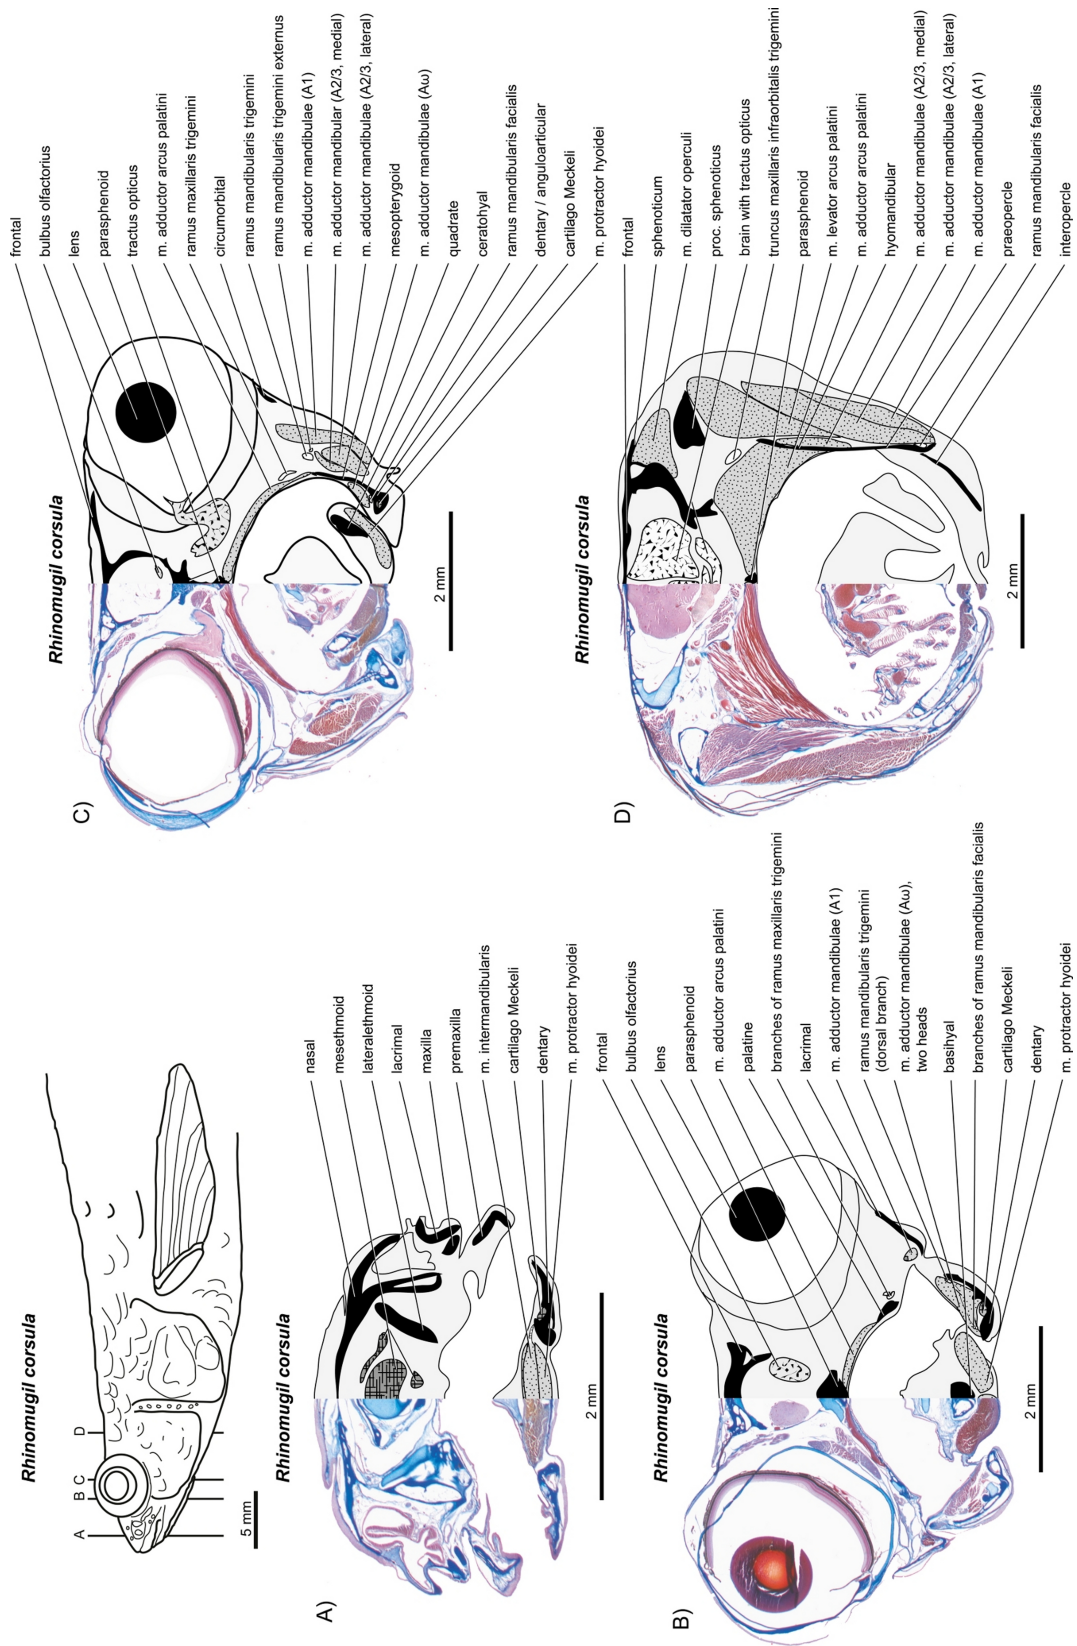 Rhinomugil corsula
A
B
C
D
5 mm
A)
Rhinomugil corsula
nasal
mesethmoid
lateralethmoid
lacrimal
maxilla
premaxilla
m. intermandibularis
cartilago Meckeli
dentary
m. protractor hyoidei
2 mm
B)
Rhinomugil corsula
frontal
bulbus olfactorius
lens
parasphenoid
m. adductor arcus palatini
palatine
branches of ramus maxillaris trigemini
lacrimal
m. adductor mandibulae (A1)
ramus mandibularis trigemini
(dorsal branch)
m. adductor mandibulae (Aω),
two heads
basihyal
branches of ramus mandibularis facialis
cartilago Meckeli
dentary
m. protractor hyoidei
2 mm
C)
Rhinomugil corsula
frontal
bulbus olfactorius
lens
parasphenoid
tractus opticus
m. adductor arcus palatini
ramus maxillaris trigemini
circumorbital
ramus mandibularis trigemini
ramus mandibularis trigemini externus
m. adductor mandibulae (A1)
m. adductor mandibular (A2/3, medial)
m. adductor mandibulae (A2/3, lateral)
mesopterygoid
m. adductor mandibulae (Aω)
quadrate
ceratohyal
ramus mandibularis facialis
dentary / anguloarticular
cartilago Meckeli
m. protractor hyoidei
2 mm
D)
Rhinomugil corsula
frontal
sphenoticum
m. dilatator operculi
proc. sphenoticus
brain with tractus opticus
truncus maxillaris infraorbitalis trigemini
parasphenoid
m. levator arcus palatini
m. adductor arcus palatini
hyomandibular
m. adductor mandibulae (A2/3, medial)
m. adductor mandibulae (A2/3, lateral)
m. adductor mandibulae (A1)
praeopercle
ramus mandibularis facialis
interopercle
2 mm